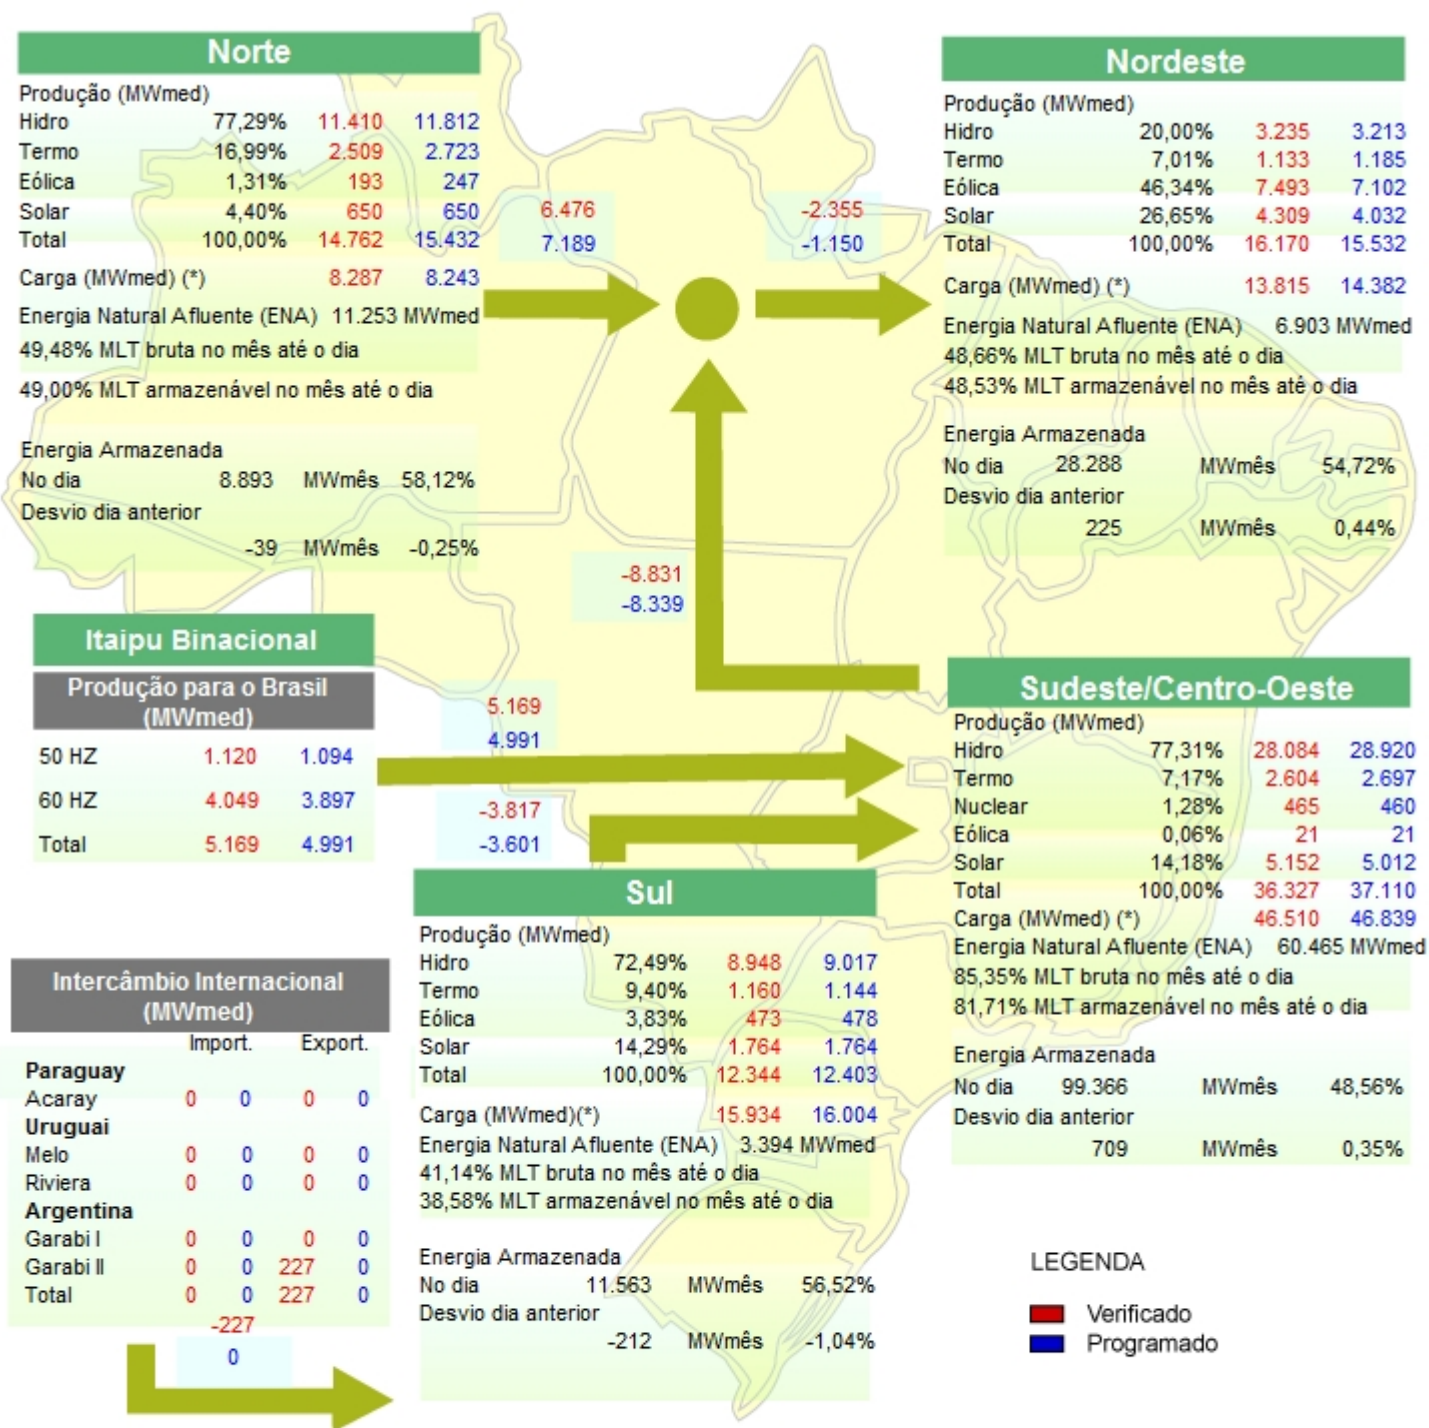 Norte
Produção (MWmed)
Hidro 77,29% 11.410 11.812
Termo 16,99% 2.509 2.723
Eólica 1,31% 193 247
Solar 4,40% 650 650
Total 100,00% 14.762 15.432
Carga (MWmed) (*) 8.287 8.243
Energia Natural Afluente (ENA) 11.253 MWmed
49,48% MLT bruta no mês até o dia
49,00% MLT armazenável no mês até o dia
Energia Armazenada
No dia 8.893 MWmês 58,12%
Desvio dia anterior
-39 MWmês -0,25%
6.476
7.189
-2.355
-1.150
Nordeste
Produção (MWmed)
Hidro 20,00% 3.235 3.213
Termo 7,01% 1.133 1.185
Eólica 46,34% 7.493 7.102
Solar 26,65% 4.309 4.032
Total 100,00% 16.170 15.532
Carga (MWmed) (*) 13.815 14.382
Energia Natural Afluente (ENA) 6.903 MWmed
48,66% MLT bruta no mês até o dia
48,53% MLT armazenável no mês até o dia
Energia Armazenada
No dia 28.288 MWmês 54,72%
Desvio dia anterior
225 MWmês 0,44%
-8.831
-8.339
Itaipu Binacional
Produção para o Brasil
(MWmed)
50 HZ 1.120 1.094
60 HZ 4.049 3.897
Total 5.169 4.991
5.169
4.991
-3.817
-3.601
Sudeste/Centro-Oeste
Produção (MWmed)
Hidro 77,31% 28.084 28.920
Termo 7,17% 2.604 2.697
Nuclear 1,28% 465 460
Eólica 0,06% 21 21
Solar 14,18% 5.152 5.012
Total 100,00% 36.327 37.110
Carga (MWmed) (*) 46.510 46.839
Energia Natural Afluente (ENA) 60.465 MWmed
85,35% MLT bruta no mês até o dia
81,71% MLT armazenável no mês até o dia
Energia Armazenada
No dia 99.366 MWmês 48,56%
Desvio dia anterior
709 MWmês 0,35%
Sul
Produção (MWmed)
Hidro 72,49% 8.948 9.017
Termo 9,40% 1.160 1.144
Eólica 3,83% 473 478
Solar 14,29% 1.764 1.764
Total 100,00% 12.344 12.403
Carga (MWmed)(*) 15.934 16.004
Energia Natural Afluente (ENA) 3.394 MWmed
41,14% MLT bruta no mês até o dia
38,58% MLT armazenável no mês até o dia
Energia Armazenada
No dia 11.563 MWmês 56,52%
Desvio dia anterior
-212 MWmês -1,04%
Intercâmbio Internacional
(MWmed)
Import. Export.
Paraguay
Acaray 0 0 0 0
Uruguai
Melo 0 0 0 0
Riviera 0 0 0 0
Argentina
Garabi I 0 0 0 0
Garabi II 0 0 227 0
Total 0 0 227 0
-227
0
LEGENDA
Verificado
Programado